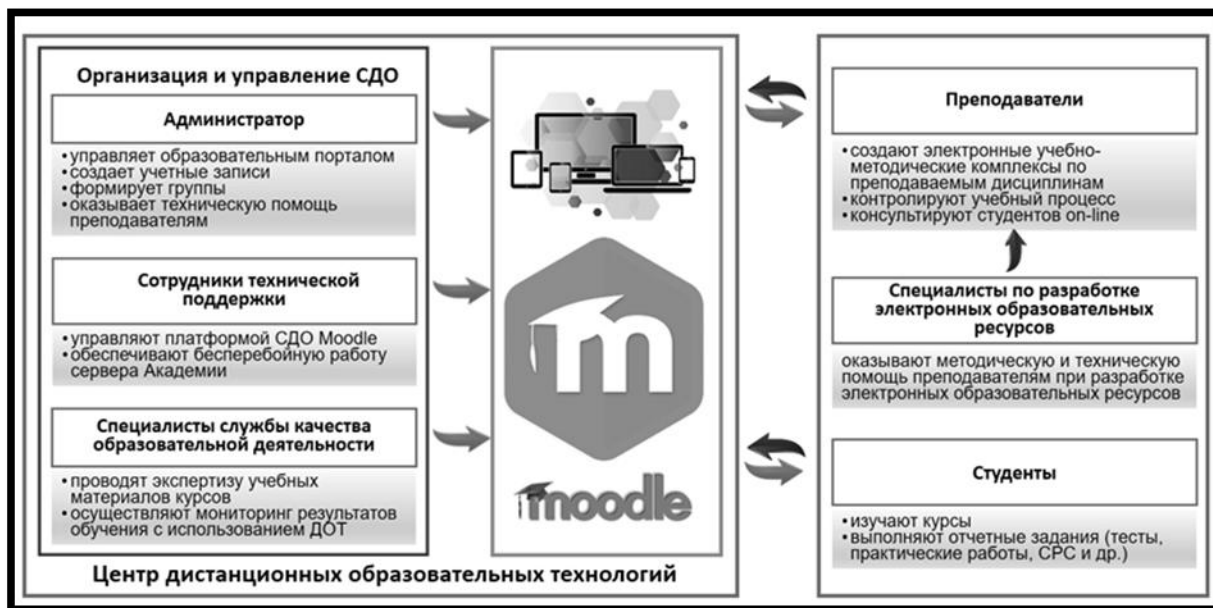 Организация и управление СДО
Администратор
• управляет образовательным порталом
• создает учетные записи
• формирует группы
• оказывает техническую помощь
преподавателям
Сотрудники технической
поддержки
• управляют платформой СДО Moodle
• обеспечивают бесперебойную работу
сервера Академии
Специалисты службы качества
образовательной деятельности
• проводят экспертизу учебных
материалов курсов
• осуществляют мониторинг результатов
обучения с использованием ДОТ
m
moodle
Центр дистанционных образовательных технологий
Преподаватели
• создают электронные учебно-
методические комплексы по
преподаваемым дисциплинам
• контролируют учебный процесс
• консультируют студентов on-line
Специалисты по разработке
электронных образовательных
ресурсов
оказывают методическую и техническую
помощь преподавателям при разработке
электронных образовательных ресурсов
Студенты
• изучают курсы
• выполняют отчетные задания (тесты,
практические работы, СРС и др.)